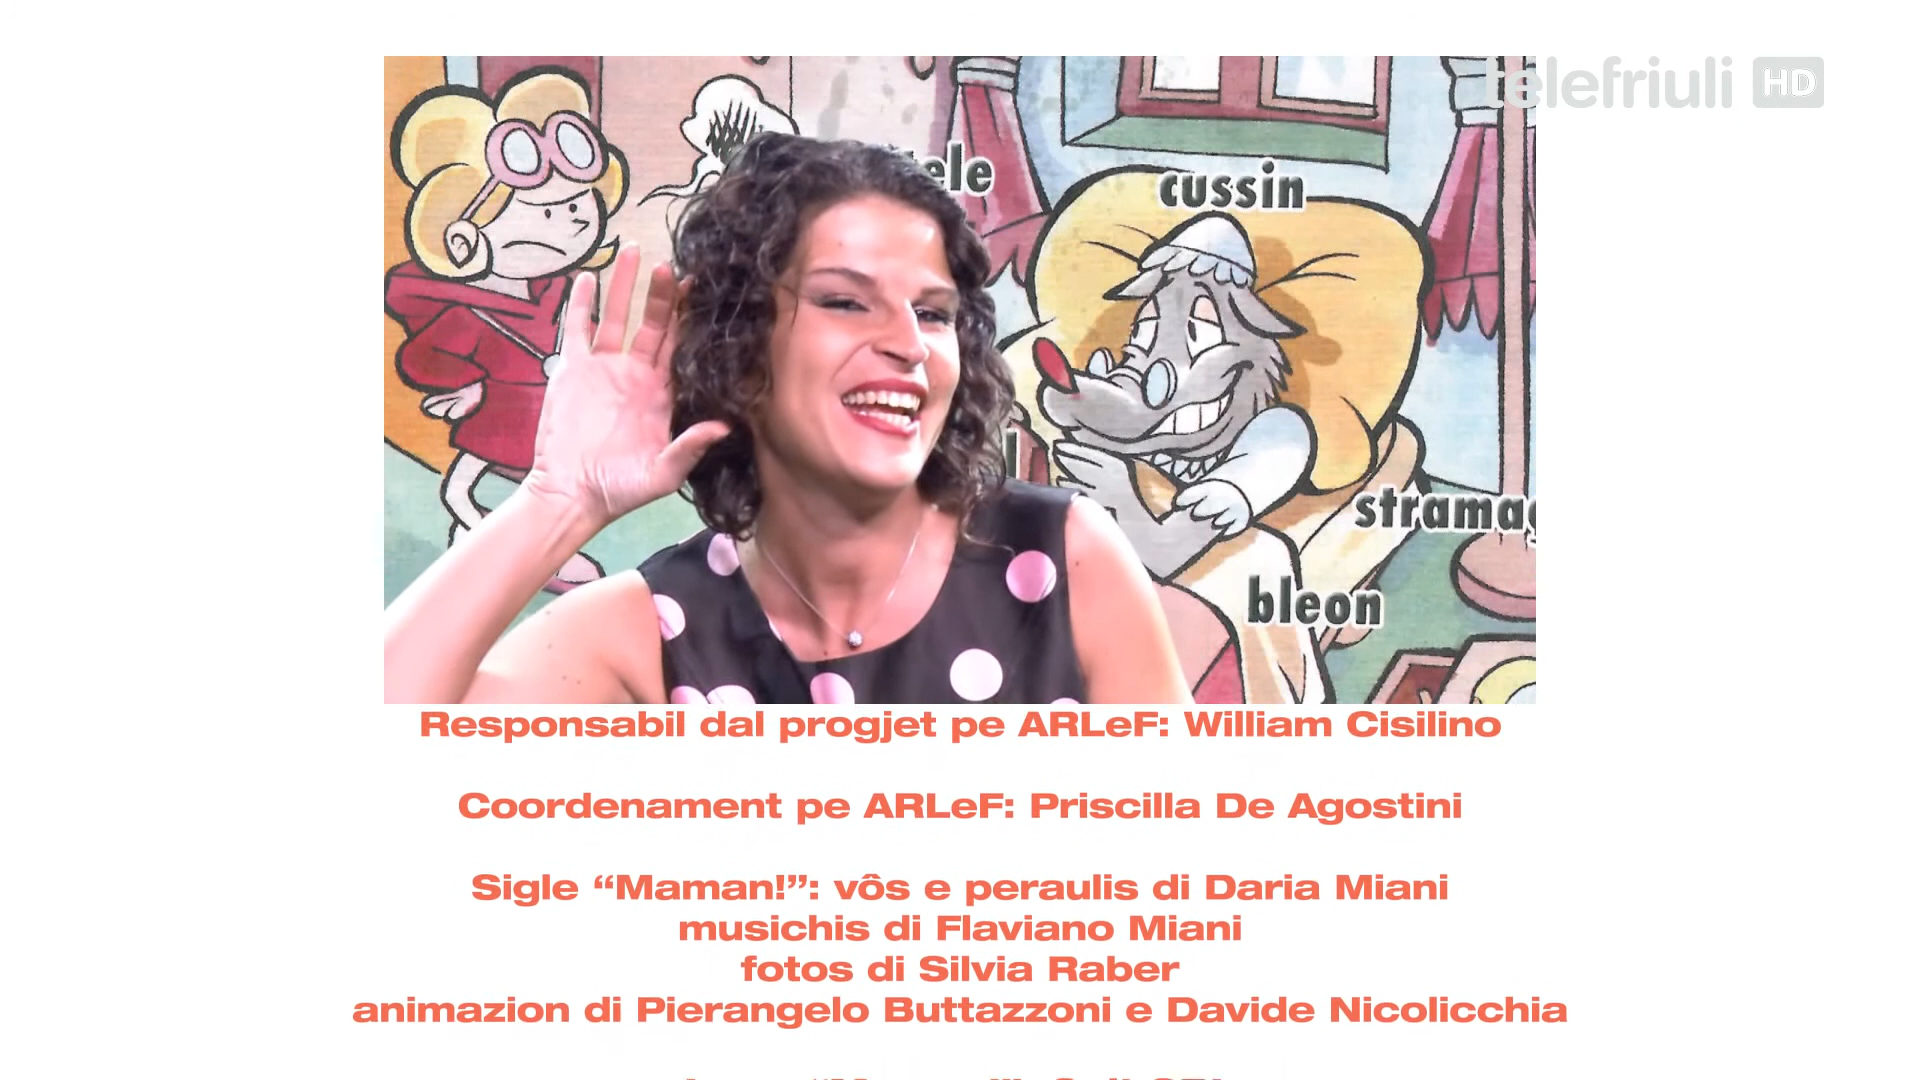 telefriuli HD
cussin
bleon
Responsabil dal progjet pe ARLeF: William Cisilino
Coordenament pe ARLeF: Priscilla De Agostini
Sigle “Maman!”: vôs e peraulis di Daria Miani
musichis di Flaviano Miani
fotos di Silvia Raber
animazion di Pierangelo Buttazzoni e Davide Nicolicchia